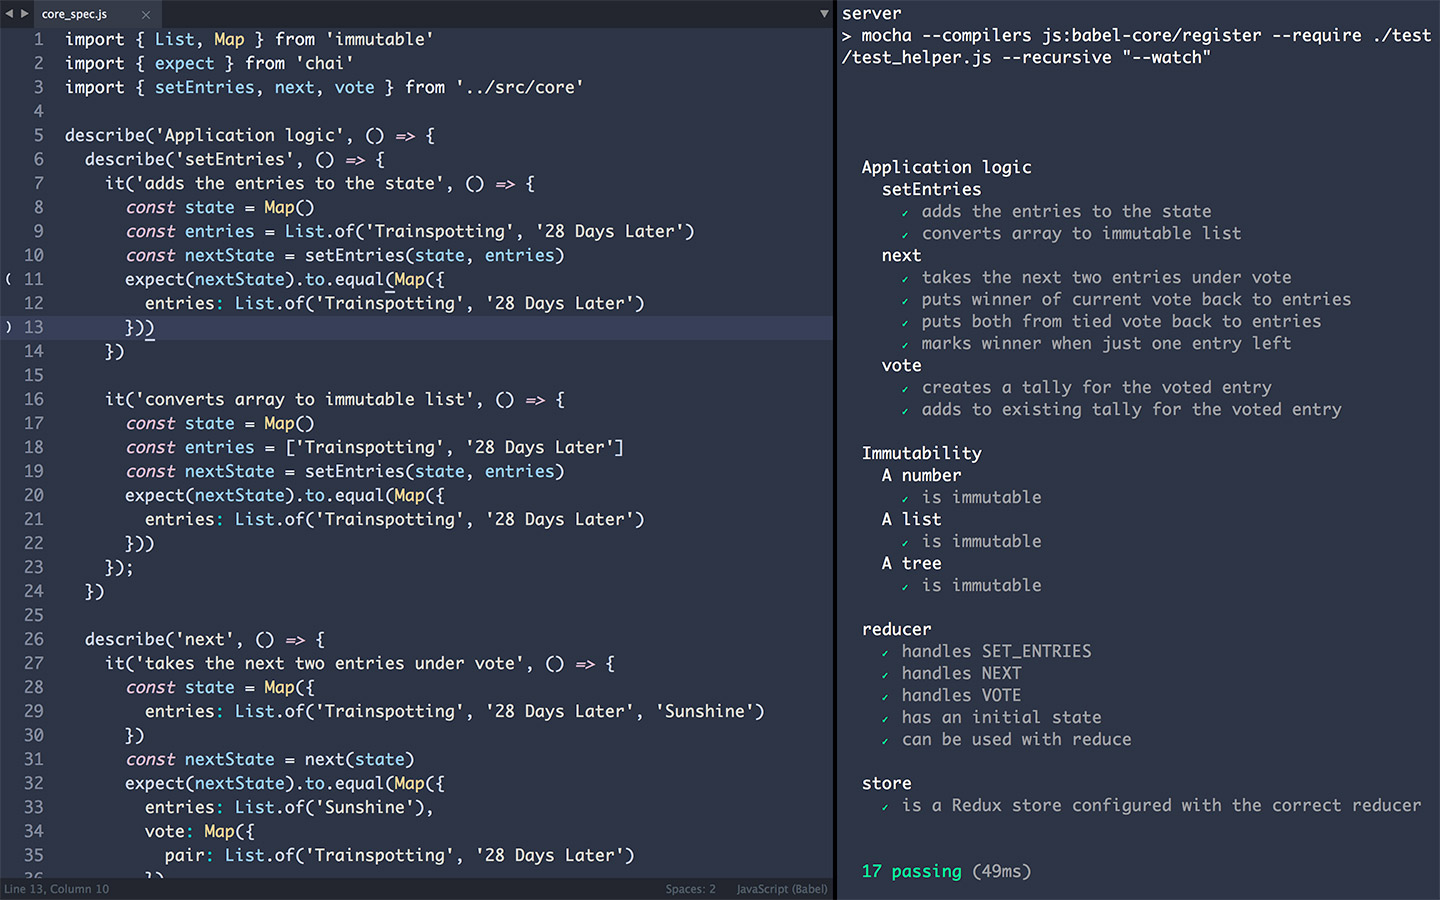 core_spec.js
1 import { List, Map } from 'immutable'
2 import { expect } from 'chai'
3 import { setEntries, next, vote } from '../src/core'
4
5 describe('Application logic', () => {
6   describe('setEntries', () => {
7     it('adds the entries to the state', () => {
8       const state = Map()
9       const entries = List.of('Trainspotting', '28 Days Later')
10       const nextState = setEntries(state, entries)
11       expect(nextState).to.equal(Map({
12         entries: List.of('Trainspotting', '28 Days Later')
13       }))
14     })
15
16     it('converts array to immutable list', () => {
17       const state = Map()
18       const entries = ['Trainspotting', '28 Days Later']
19       const nextState = setEntries(state, entries)
20       expect(nextState).to.equal(Map({
21         entries: List.of('Trainspotting', '28 Days Later')
22       }))
23     });
24   })
25
26   describe('next', () => {
27     it('takes the next two entries under vote', () => {
28       const state = Map({
29         entries: List.of('Trainspotting', '28 Days Later', 'Sunshine')
30       })
31       const nextState = next(state)
32       expect(nextState).to.equal(Map({
33         entries: List.of('Sunshine'),
34         vote: Map({
35           pair: List.of('Trainspotting', '28 Days Later')
36         })
Line 13, Column 10
Spaces: 2
JavaScript (Babel)
server
> mocha --compilers js:babel-core/register --require ./test
/test_helper.js --recursive "--watch"
Application logic
setEntries
✓ adds the entries to the state
✓ converts array to immutable list
next
✓ takes the next two entries under vote
✓ puts winner of current vote back to entries
✓ puts both from tied vote back to entries
✓ marks winner when just one entry left
vote
✓ creates a tally for the voted entry
✓ adds to existing tally for the voted entry
Immutability
A number
✓ is immutable
A list
✓ is immutable
A tree
✓ is immutable
reducer
✓ handles SET_ENTRIES
✓ handles NEXT
✓ handles VOTE
✓ has an initial state
✓ can be used with reduce
store
✓ is a Redux store configured with the correct reducer
17 passing (49ms)